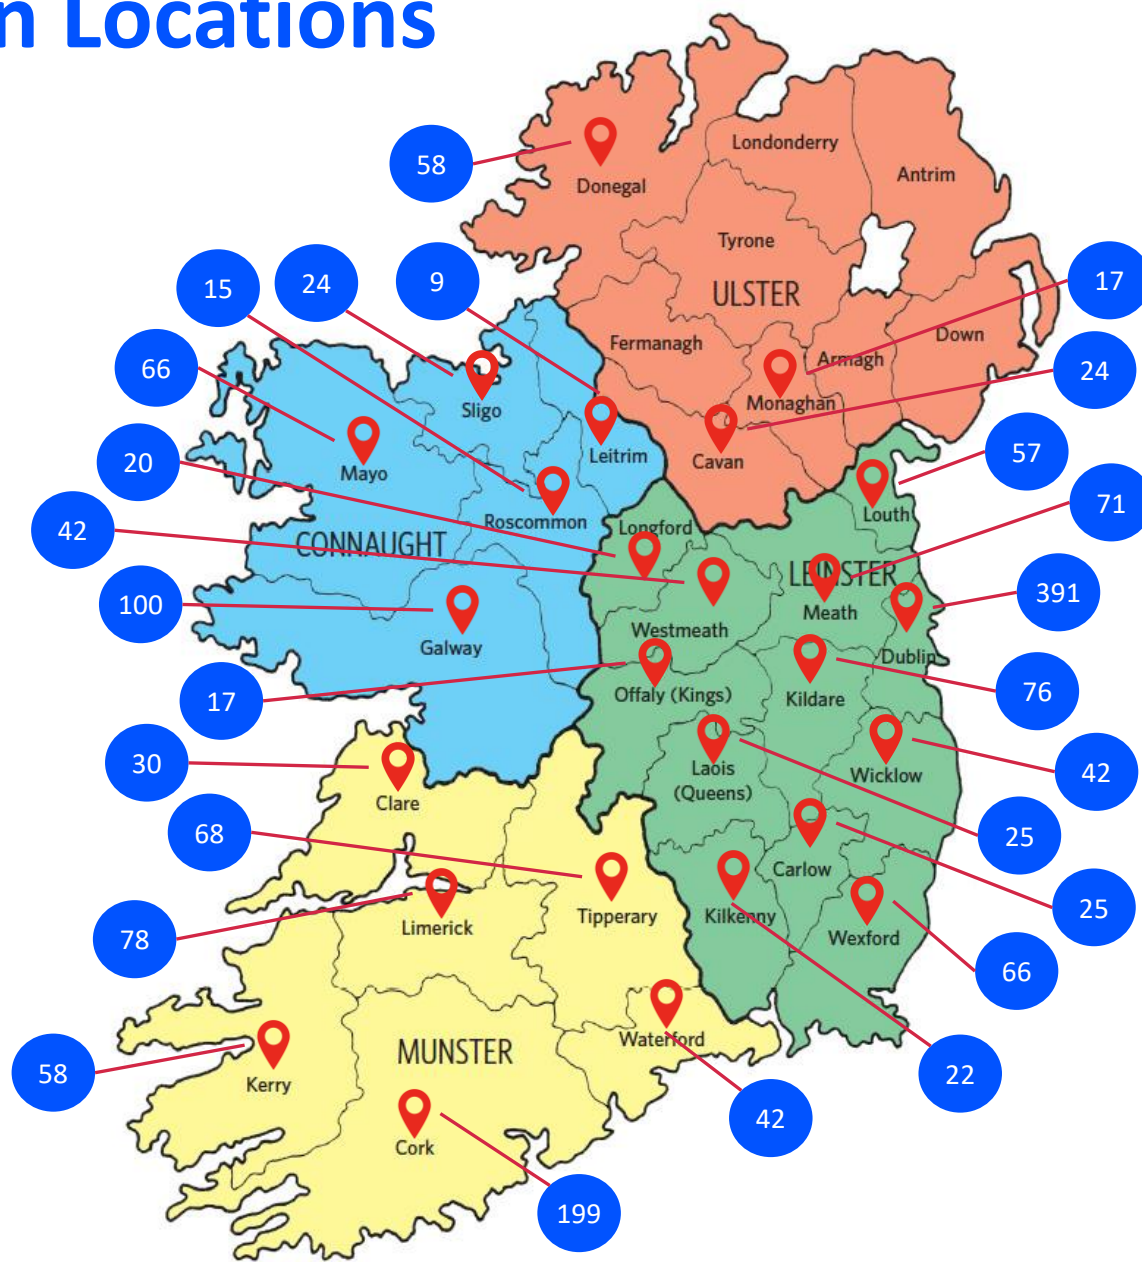 n Locations
Londonderry
58
Antrim
Donegal
Tyrone
15
24
9
17
ULSTER
Fermanagh
Down
66
Armagh
24
Monaghan
Sligo
Leitrim
Cavan
57
20
Mayo
71
Roscommon
Longford
Louth
42
CONNAUGHT
LEINSTER
100
391
Meath
Westmeath
Galway
Dublin
17
Offaly (Kings)
Kildare
76
30
Laois
(Queens)
Wicklow
42
Clare
68
25
Carlow
78
Limerick
Tipperary
Kilkenny
25
Wexford
66
Waterford
MUNSTER
58
Kerry
22
42
Cork
199